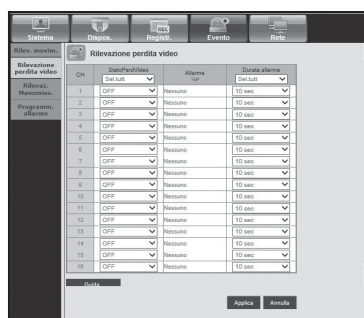 Sistema Dispos. Registr. Evento Rete
REC
Rilev. movim.
Rilevazione perdita video
Rilevaz. Manomiss.
Programm. allarme
Rilevazione perdita video
CH StatoPerdVideo Allarme Durata allarme
Sel.tutt Sel.tutt
1 OFF Nessuno 10 sec
2 OFF Nessuno 10 sec
3 OFF Nessuno 10 sec
4 OFF Nessuno 10 sec
5 OFF Nessuno 10 sec
6 OFF Nessuno 10 sec
7 OFF Nessuno 10 sec
8 OFF Nessuno 10 sec
9 OFF Nessuno 10 sec
10 OFF Nessuno 10 sec
11 OFF Nessuno 10 sec
12 OFF Nessuno 10 sec
13 OFF Nessuno 10 sec
14 OFF Nessuno 10 sec
15 OFF Nessuno 10 sec
16 OFF Nessuno 10 sec
Guida
Applica Annulla